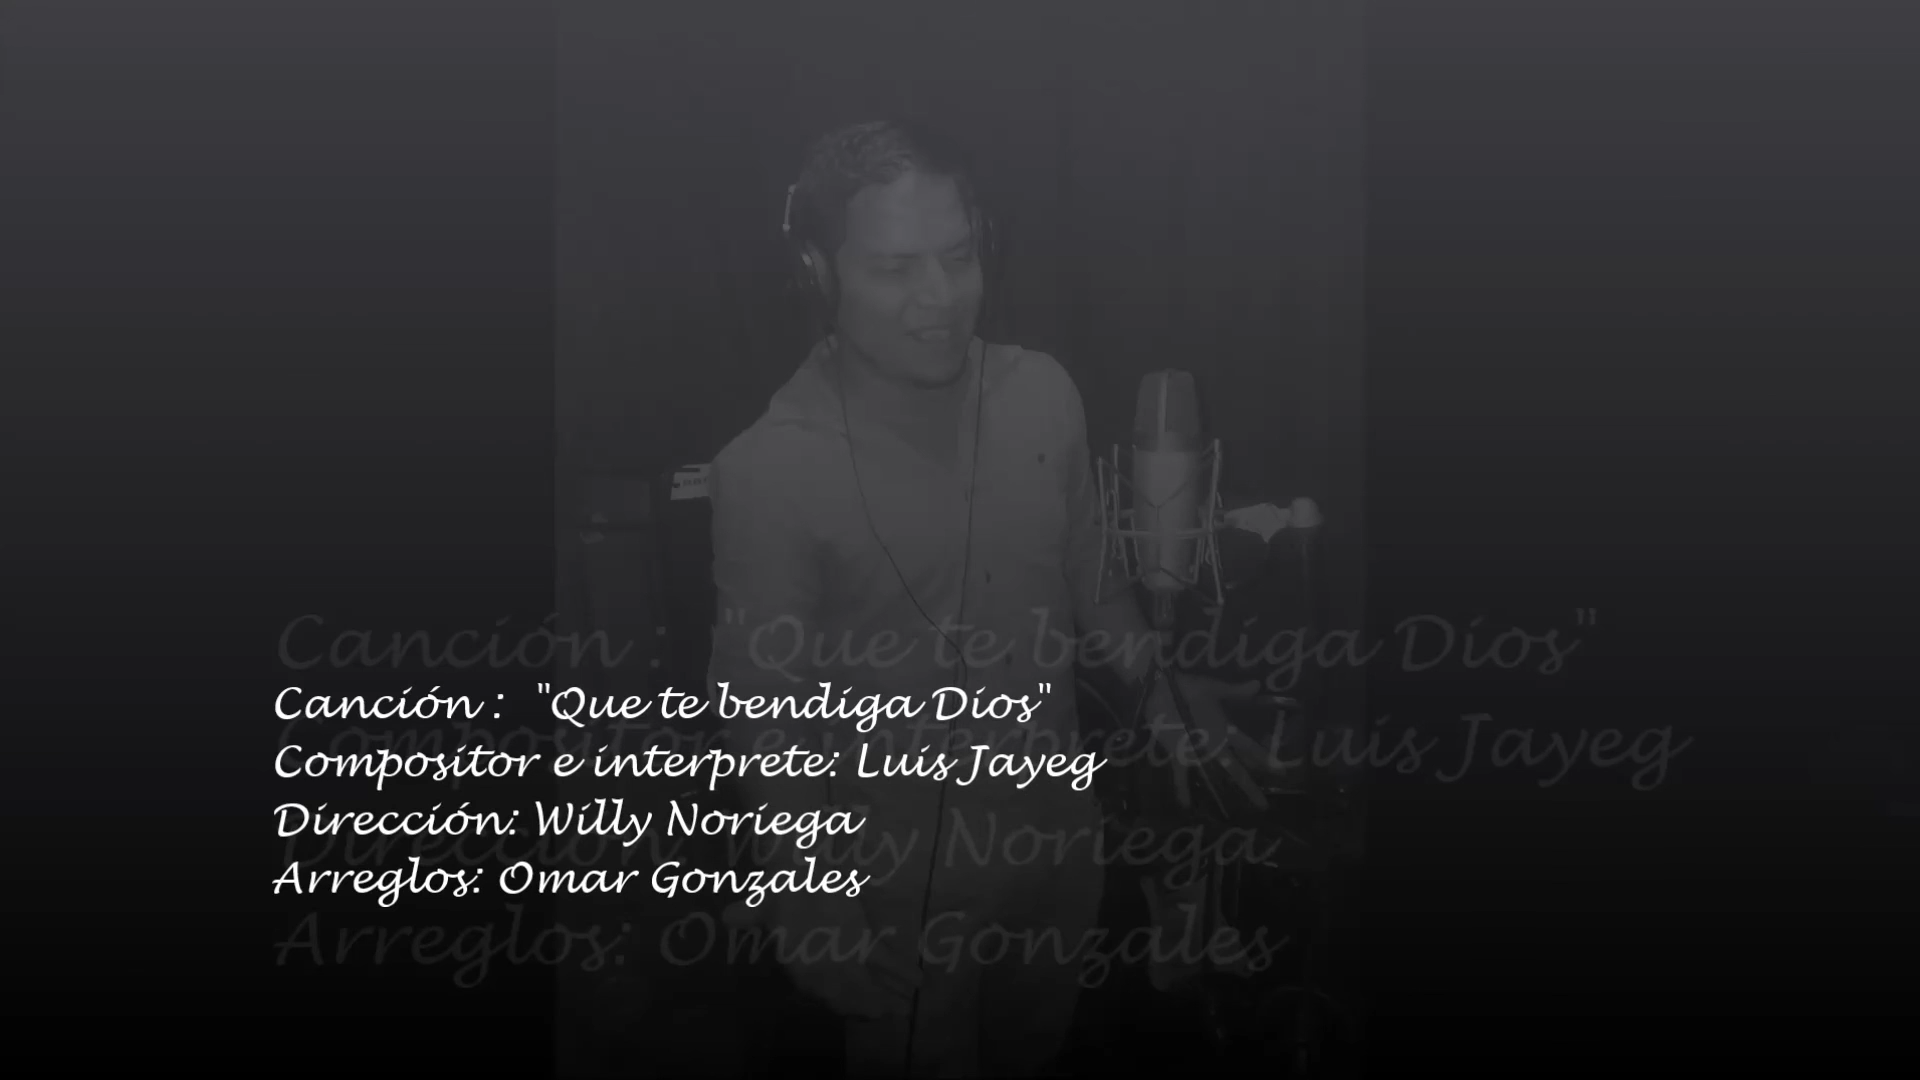 Canción : "Que te bendiga Dios"
Compositor e interprete: Luis Jayeg
Dirección: Willy Noriega
Arreglos: Omar Gonzales